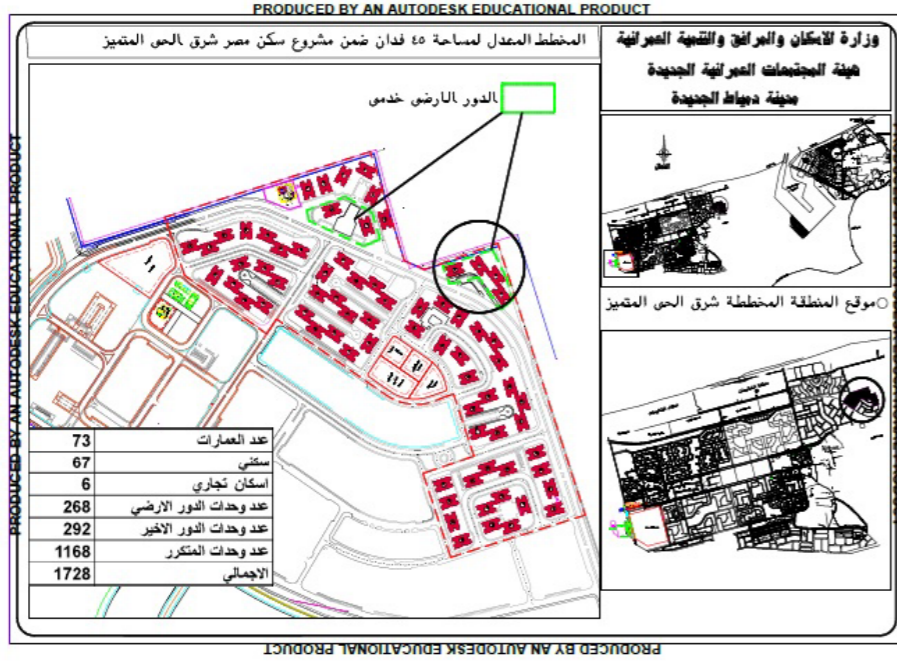 PRODUCED BY AN AUTODESK EDUCATIONAL PRODUCT
وزارة الاسكان والمرافق والتنمية العمرانية
هيئة المجتمعات العمرانية الجديدة
مدينة دمياط الجديدة
المخطط المعدل لمساحة ٤٥ فدان ضمن مشروع سكن مصر شرق الحى المتميز
الدور الارضى خدمى
موقع المنطقة المخططة شرق الحى المتميز
عدد العمارات 73
سكني 67
اسكان تجاري 6
عدد وحدات الدور الارضي 268
عدد وحدات الدور الاخير 292
عدد وحدات المتكرر 1168
الاجمالي 1728
PRODUCED BY AN AUTODESK EDUCATIONAL PRODUCT
PRODUCED BY AN AUTODESK EDUCATIONAL PRODUCT